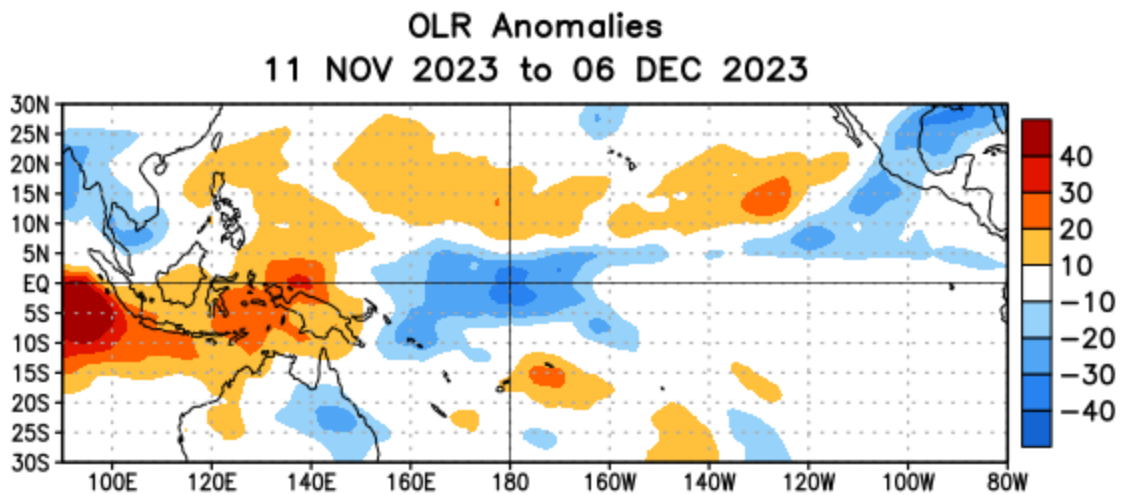 OLR Anomalies
11 NOV 2023 to 06 DEC 2023
30N
25N
20N
15N
10N
5N
EQ
5S
10S
15S
20S
25S
30S
100E 120E 140E 160E 180 160W 140W 120W 100W 80W
40
30
20
10
-10
-20
-30
-40